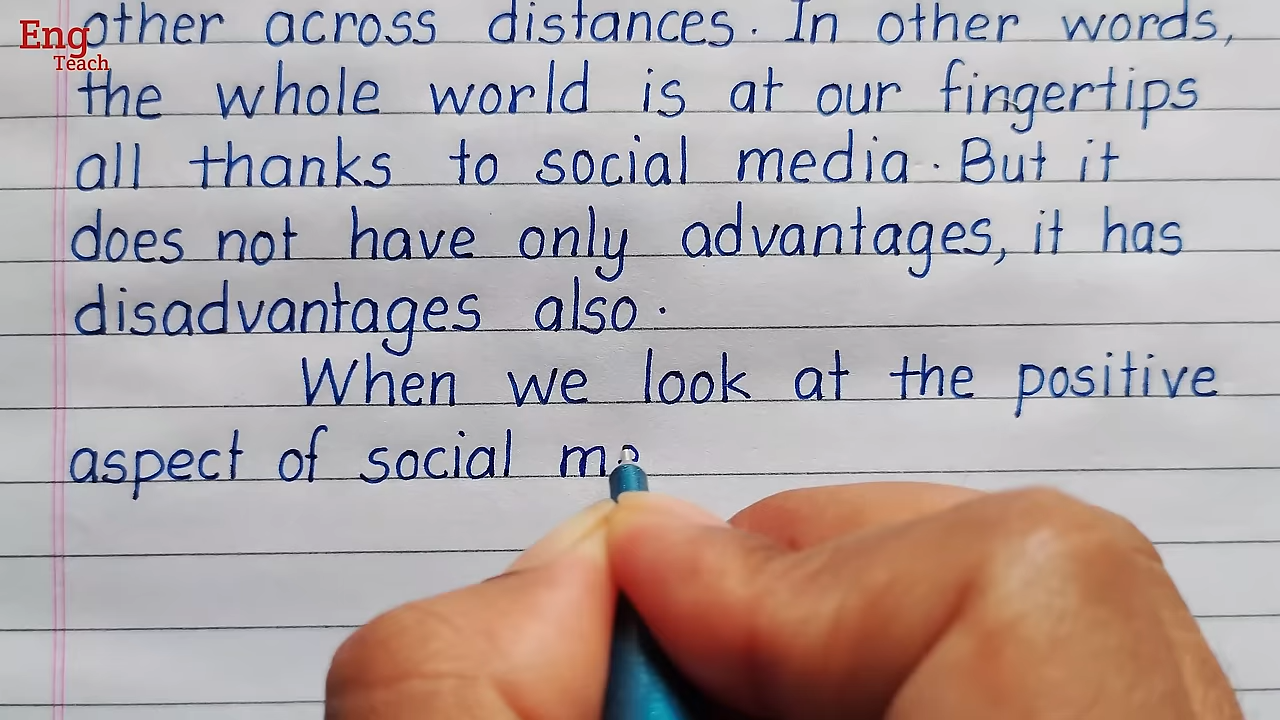 Eng
Teach
other across distances. In other words,
the whole world is at our fingertips
all thanks to social media. But it
does not have only advantages, it has
disadvantages also.
When we look at the positive
aspect of social